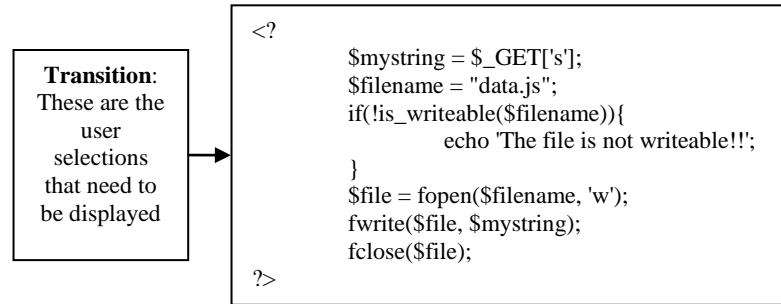 Transition:
These are the
user
selections
that need to
be displayed
<?
$mystring = $_GET['s'];
$filename = "data.js";
if(!is_writeable($filename)){
echo 'The file is not writeable!!';
}
$file = fopen($filename, 'w');
fwrite($file, $mystring);
fclose($file);
?>